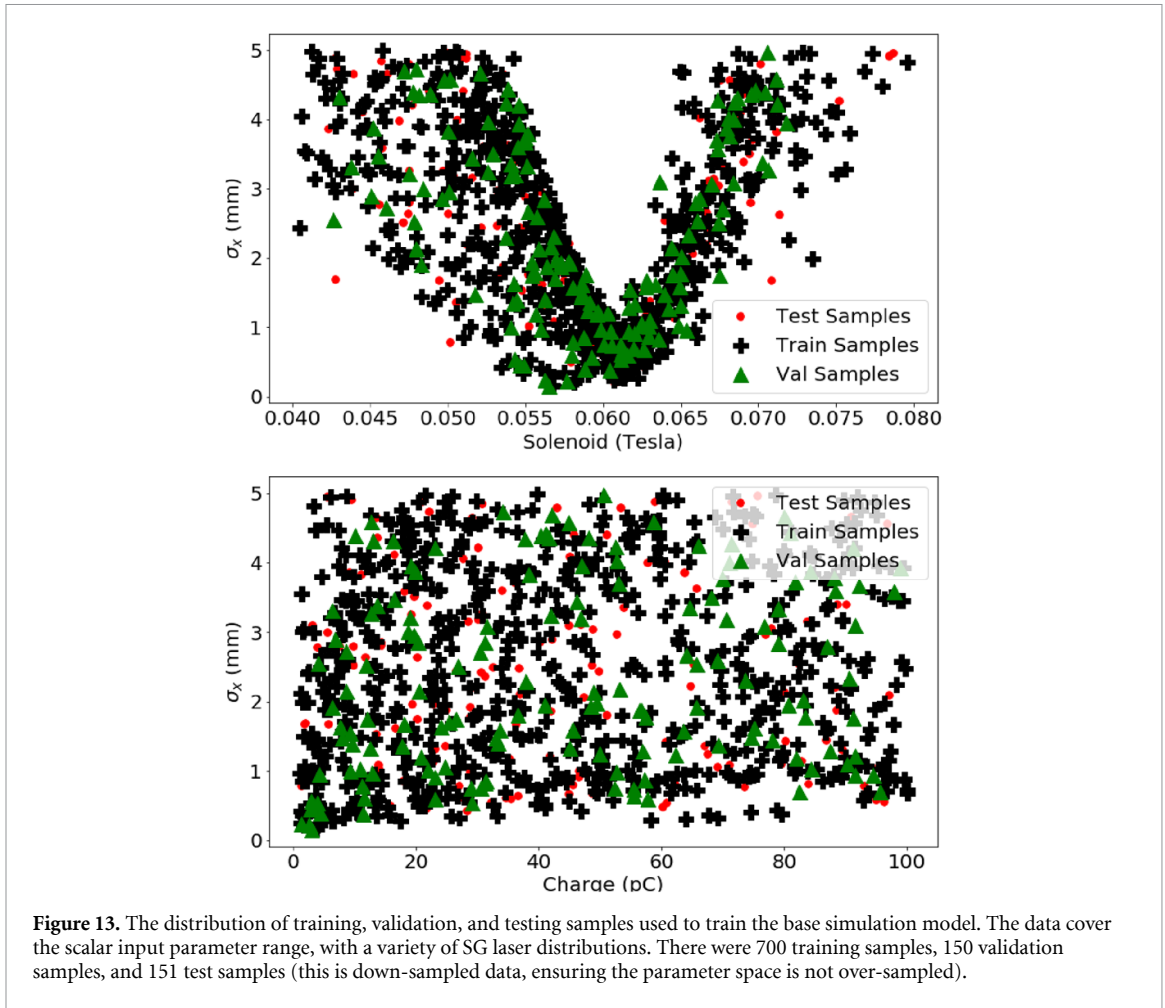 5
4
3
2
1
0
σx (mm)
0.040 0.045 0.050 0.055 0.060 0.065 0.070 0.075 0.080
Solenoid (Tesla)
Test Samples
Train Samples
Val Samples
5
4
3
2
1
0
σx (mm)
0 20 40 60 80 100
Charge (pC)
Test Samples
Train Samples
Val Samples
Figure 13. The distribution of training, validation, and testing samples used to train the base simulation model. The data cover
the scalar input parameter range, with a variety of SG laser distributions. There were 700 training samples, 150 validation
samples, and 151 test samples (this is down-sampled data, ensuring the parameter space is not over-sampled).